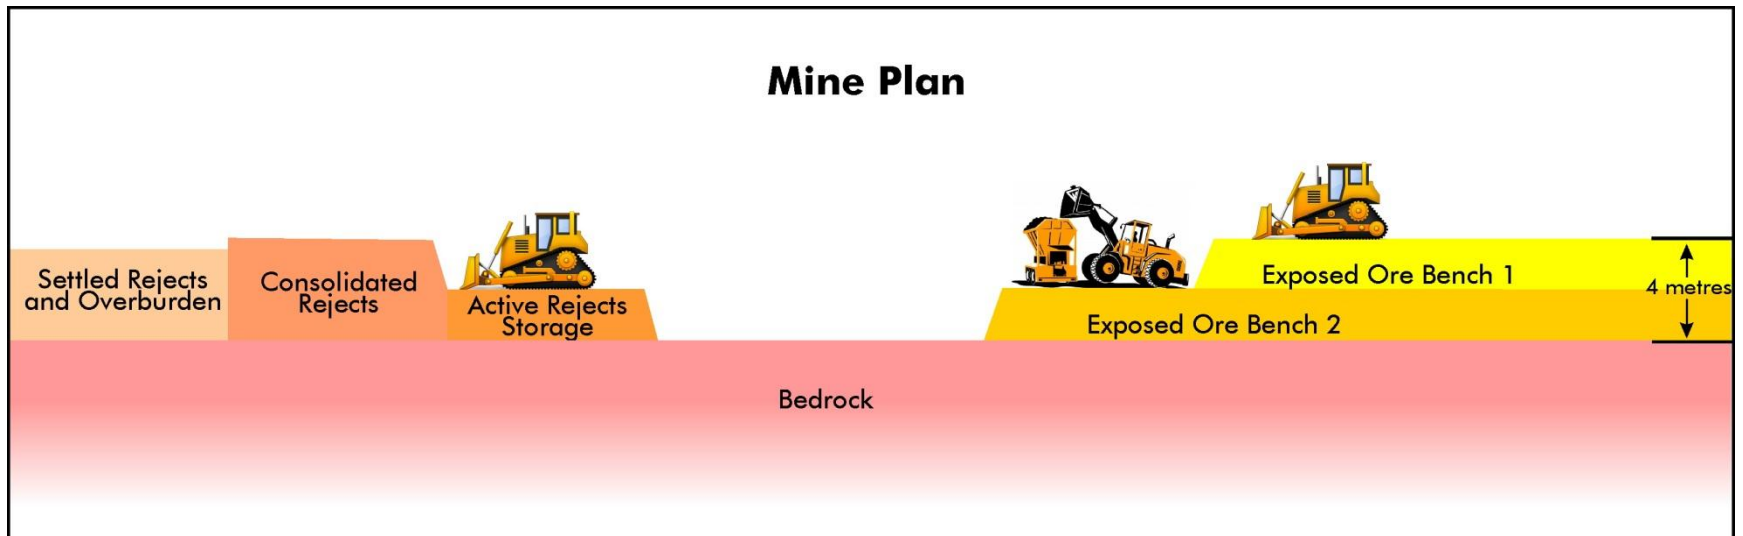 Mine Plan
Settled Rejects
and Overburden
Consolidated
Rejects
Active Rejects
Storage
Exposed Ore Bench 1
4 metres
Exposed Ore Bench 2
Bedrock